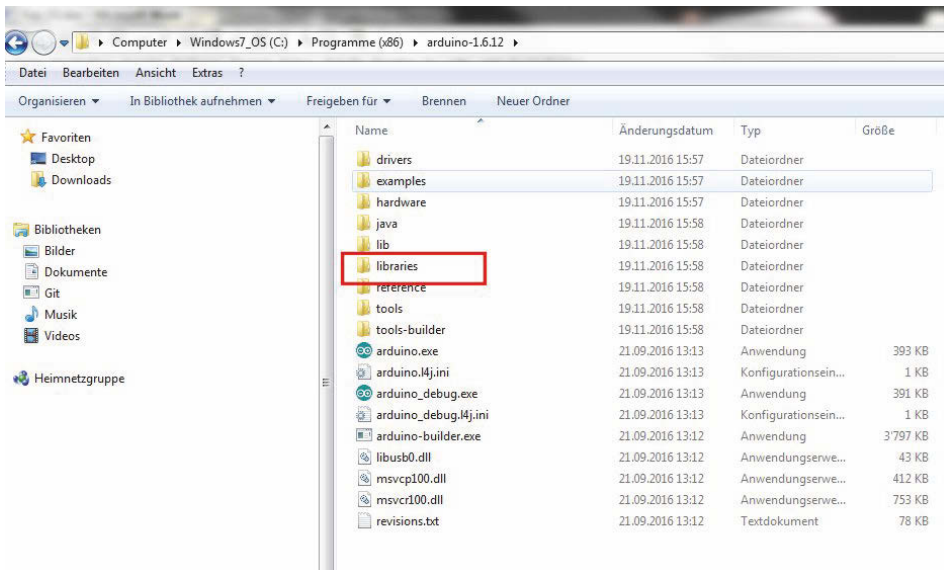 Computer ▸ Windows7_OS (C:) ▸ Programme (x86) ▸ arduino-1.6.12 ▸
Datei Bearbeiten Ansicht Extras ?
Organisieren ▾ In Bibliothek aufnehmen ▾ Freigeben für ▾ Brennen Neuer Ordner
Favoriten
Desktop
Downloads
Bibliotheken
Bilder
Dokumente
Git
Musik
Videos
Heimnetzgruppe
Name Änderungsdatum Typ Größe
drivers 19.11.2016 15:57 Dateiordner
examples 19.11.2016 15:57 Dateiordner
hardware 19.11.2016 15:57 Dateiordner
java 19.11.2016 15:58 Dateiordner
lib 19.11.2016 15:58 Dateiordner
libraries 19.11.2016 15:58 Dateiordner
reference 19.11.2016 15:58 Dateiordner
tools 19.11.2016 15:58 Dateiordner
tools-builder 19.11.2016 15:58 Dateiordner
arduino.exe 21.09.2016 13:13 Anwendung 393 KB
arduino.l4j.ini 21.09.2016 13:13 Konfigurationsein... 1 KB
arduino_debug.exe 21.09.2016 13:13 Anwendung 391 KB
arduino_debug.l4j.ini 21.09.2016 13:13 Konfigurationsein... 1 KB
arduino-builder.exe 21.09.2016 13:12 Anwendung 3'797 KB
libusb0.dll 21.09.2016 13:12 Anwendungserwe... 43 KB
msvcp100.dll 21.09.2016 13:12 Anwendungserwe... 412 KB
msvcr100.dll 21.09.2016 13:12 Anwendungserwe... 753 KB
revisions.txt 21.09.2016 13:12 Textdokument 78 KB